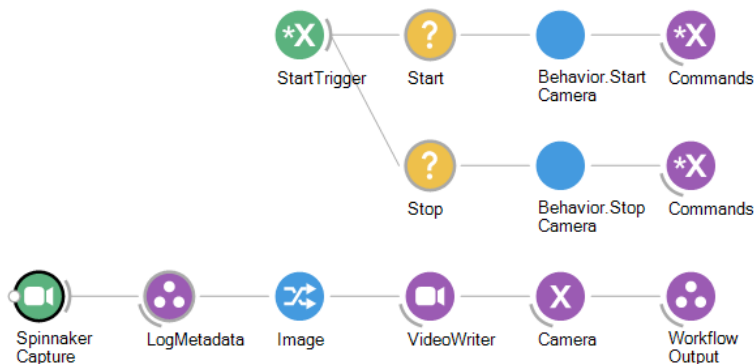 *X
?
*X
StartTrigger
Start
Behavior.Start
Camera
Commands
?
*X
Stop
Behavior.Stop
Camera
Commands
X
Spinnaker
Capture
LogMetadata
Image
VideoWriter
Camera
Workflow
Output